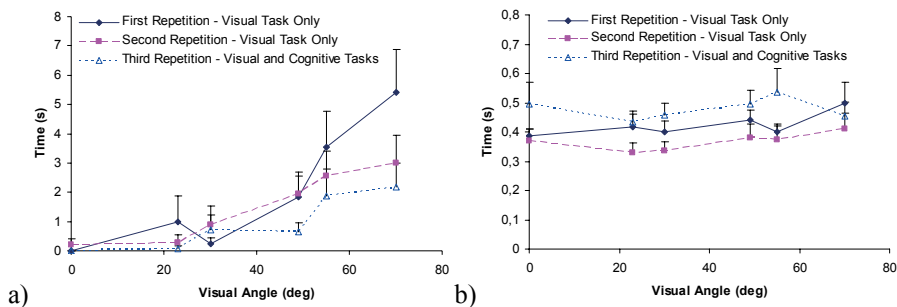 First Repetition - Visual Task Only
Second Repetition - Visual Task Only
Third Repetition - Visual and Cognitive Tasks
8
7
6
5
4
3
2
1
0
Time (s)
0 20 40 60 80
Visual Angle (deg)
a)
First Repetition - Visual Task Only
Second Repetition - Visual Task Only
Third Repetition - Visual and Cognitive Tasks
0,8
0,7
0,6
0,5
0,4
0,3
0,2
0,1
0
Time (s)
0 20 40 60 80
Visual Angle (deg)
b)